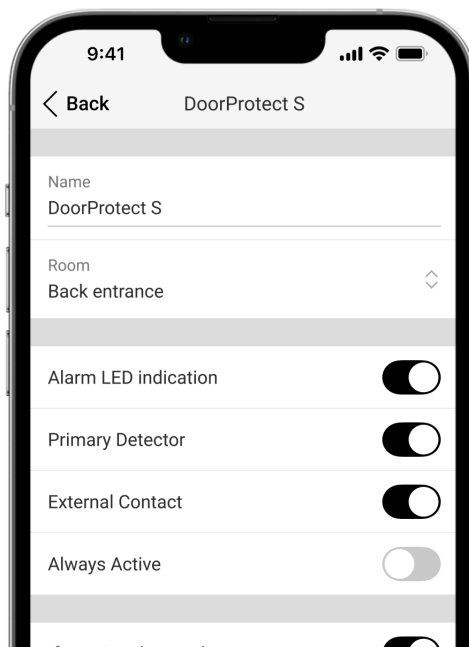 9:41
Back
DoorProtect S
Name
DoorProtect S
Room
Back entrance
Alarm LED indication
Primary Detector
External Contact
Always Active